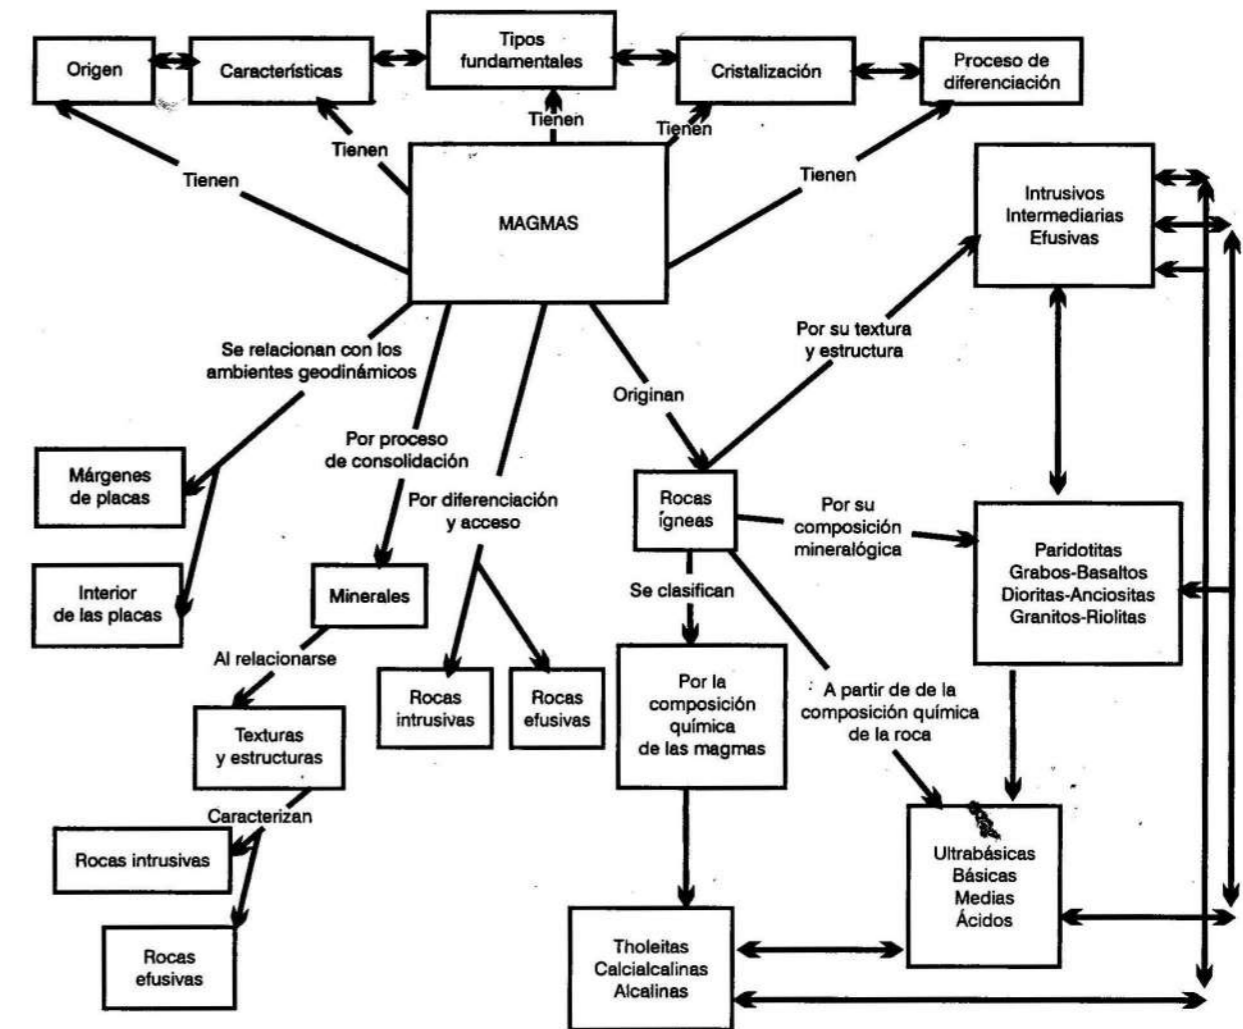 Origen
Características
Tipos
fundamentales
Cristalización
Proceso de
diferenciación
Tienen
Tienen
Tienen
Tienen
Tienen
MAGMAS
Intrusivos
Intermediarias
Efusivas
Se relacionan con los
ambientes geodinámicos
Por su textura
y estructura
Originan
Por proceso
de consolidación
Márgenes
de placas
Por diferenciación
y acceso
Rocas
ígneas
Por su
composición
mineralógica
Paridotitas
Grabos-Basaltos
Dioritas-Anciositas
Granitos-Riolitas
Interior
de las placas
Minerales
Se clasifican
Al relacionarse
Rocas
intrusivas
Rocas
efusivas
Por la
composición
química
de las magmas
A partir de de la
composición química
de la roca
Texturas
y estructuras
Caracterizan
Rocas intrusivas
Rocas
efusivas
Ultrabásicas
Básicas
Medias
Ácidos
Tholeitas
Calcialcalinas
Alcalinas